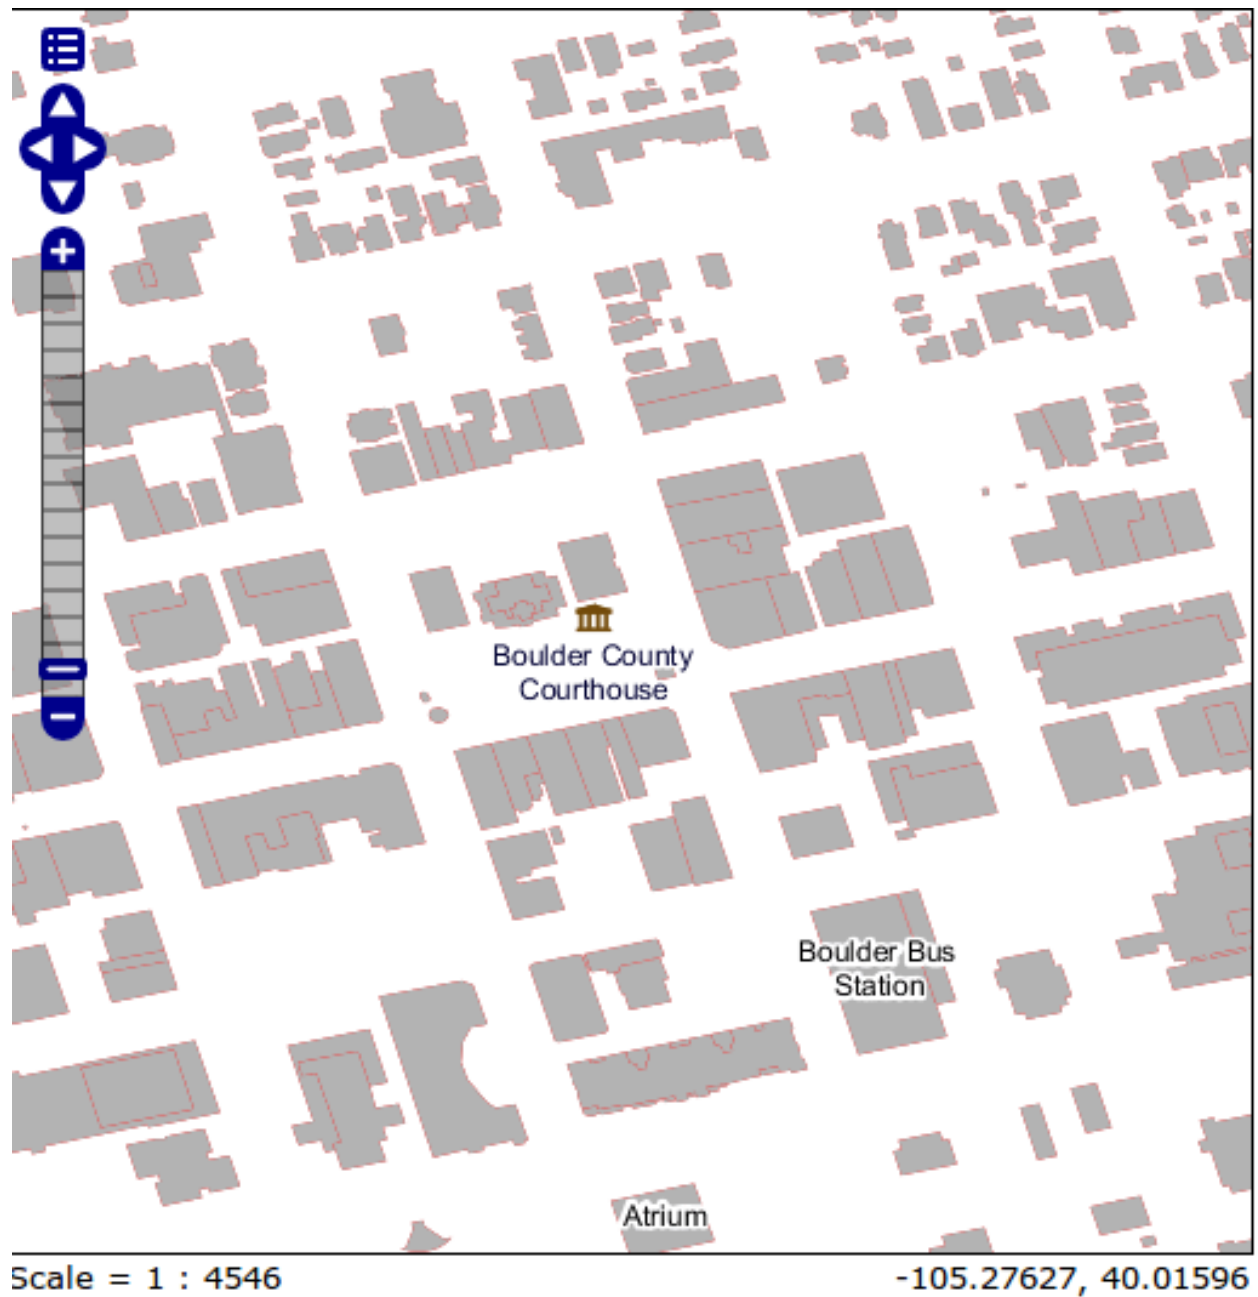 Boulder County
Courthouse
Boulder Bus
Station
Atrium
Scale = 1 : 4546
-105.27627, 40.01596